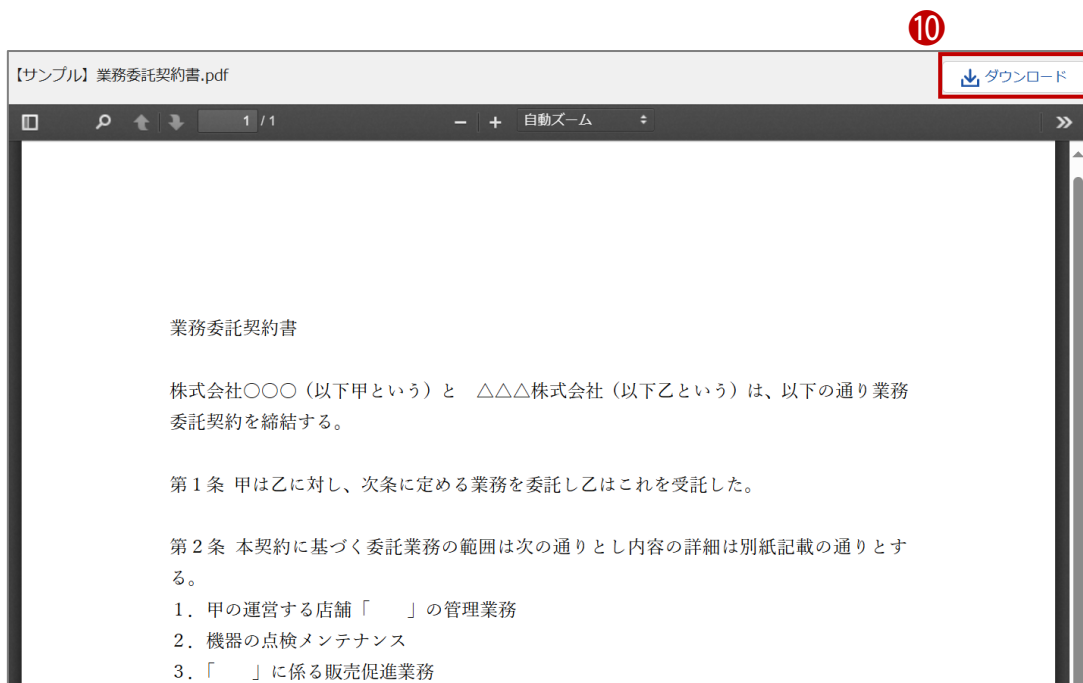 10
【サンプル】業務委託契約書.pdf
ダウンロード
1 / 1
自動ズーム
業務委託契約書
株式会社〇〇〇（以下甲という）と　△△△株式会社（以下乙という）は、以下の通り業務
委託契約を締結する。
第１条 甲は乙に対し、次条に定める業務を委託し乙はこれを受託した。
第２条 本契約に基づく委託業務の範囲は次の通りとし内容の詳細は別紙記載の通りとす
る。
１．甲の運営する店舗「　　」の管理業務
２．機器の点検メンテナンス
３．「　　」に係る販売促進業務